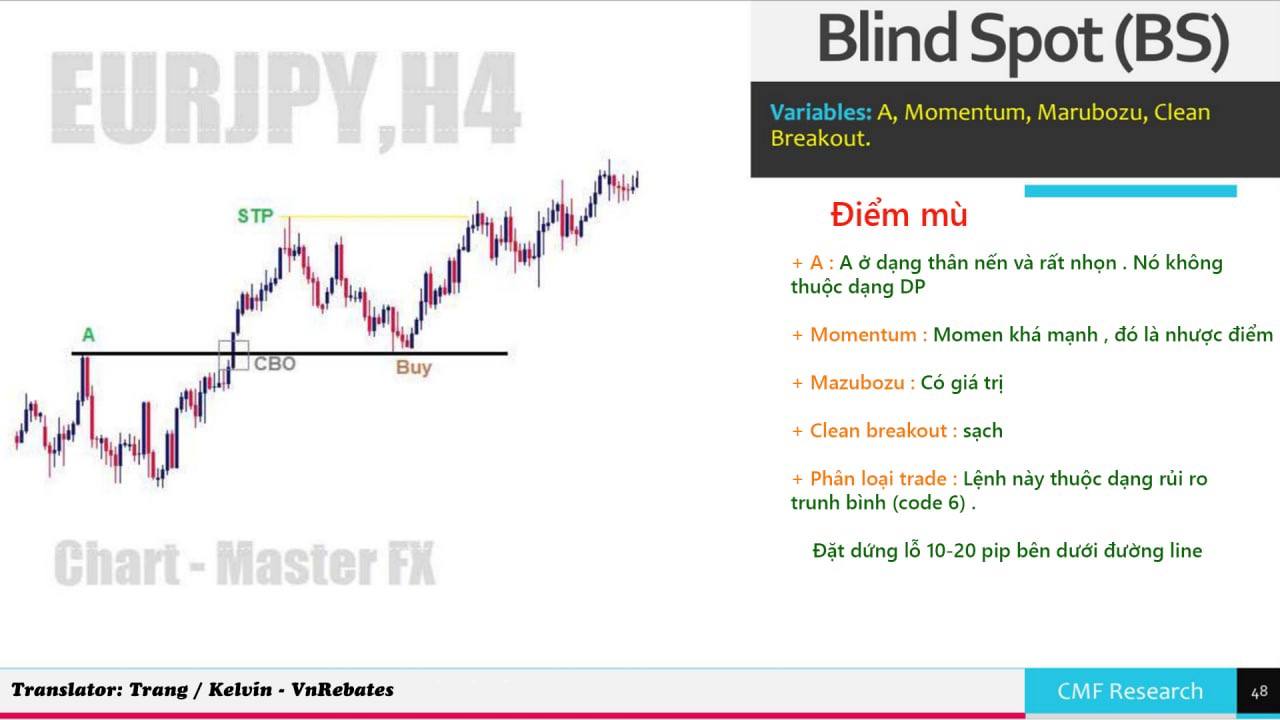 EURJPY,H4
Blind Spot (BS)
Variables: A, Momentum, Marubozu, Clean
Breakout.
STP
A
CBO
Buy
Điểm mù
+ A : A ở dạng thân nến và rất nhọn . Nó không
thuộc dạng DP
+ Momentum : Momen khá mạnh , đó là nhược điểm
+ Mazubozu : Có giá trị
+ Clean breakout : sạch
+ Phân loại trade : Lệnh này thuộc dạng rủi ro
trunh bình (code 6) .
Đặt dứng lỗ 10-20 pip bên dưới đường line
Chart - Master FX
Translator: Trang / Kelvin - VnRebates
CMF Research
48